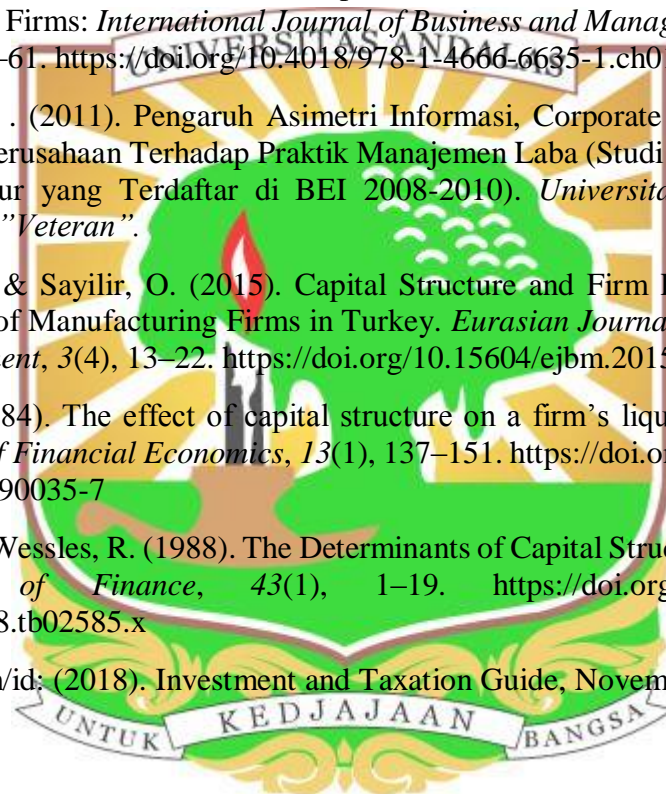 Firms: International Journal of Business and Manag
–61. https://doi.org/10.4018/978-1-4666-6635-1.ch0
UNIVERSITAS ANDALAS
. (2011). Pengaruh Asimetri Informasi, Corporate
erusahaan Terhadap Praktik Manajemen Laba (Studi
ur yang Terdaftar di BEI 2008-2010). Universita
"Veteran".
& Sayilir, O. (2015). Capital Structure and Firm
of Manufacturing Firms in Turkey. Eurasian Journa
ent, 3(4), 13–22. https://doi.org/10.15604/ejbm.2015
84). The effect of capital structure on a firm's liqu
of Financial Economics, 13(1), 137–151. https://doi.or
90035-7
Wessles, R. (1988). The Determinants of Capital Struc
of Finance, 43(1), 1–19. https://doi.org
8.tb02585.x
/id: (2018). Investment and Taxation Guide, Novem
UNTUK KEDJAJAAN BANGSA